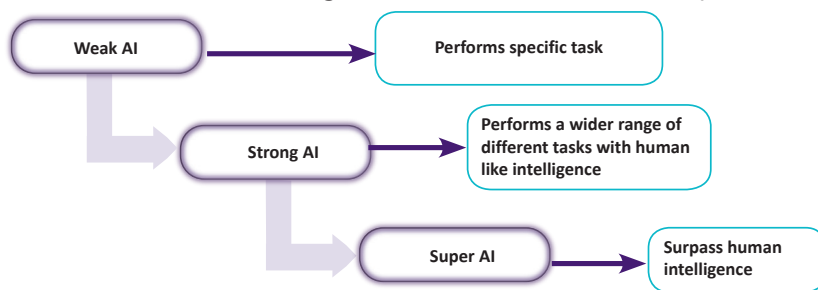 Weak AI
Performs specific task
Strong AI
Performs a wider range of
different tasks with human
like intelligence
Super AI
Surpass human
intelligence